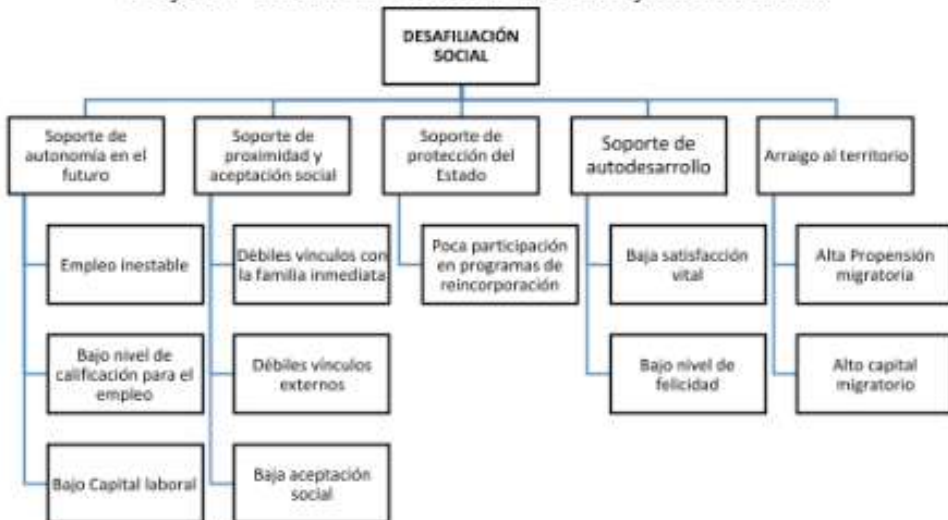 DESAFILIACIÓN
SOCIAL
Soporte de
autonomía en el
futuro
Soporte de
proximidad y
aceptación social
Soporte de
protección del
Estado
Soporte de
autodesarrollo
Arraigo al territorio
Empleo inestable
Bajo nivel de
calificación para el
empleo
Bajo Capital laboral
Débiles vínculos con
la familia inmediata
Débiles vínculos
externos
Baja aceptación
social
Poca participación
en programas de
reincorporación
Baja satisfacción
vital
Bajo nivel de
felicidad
Alta Propensión
migratoria
Alto capital
migratorio